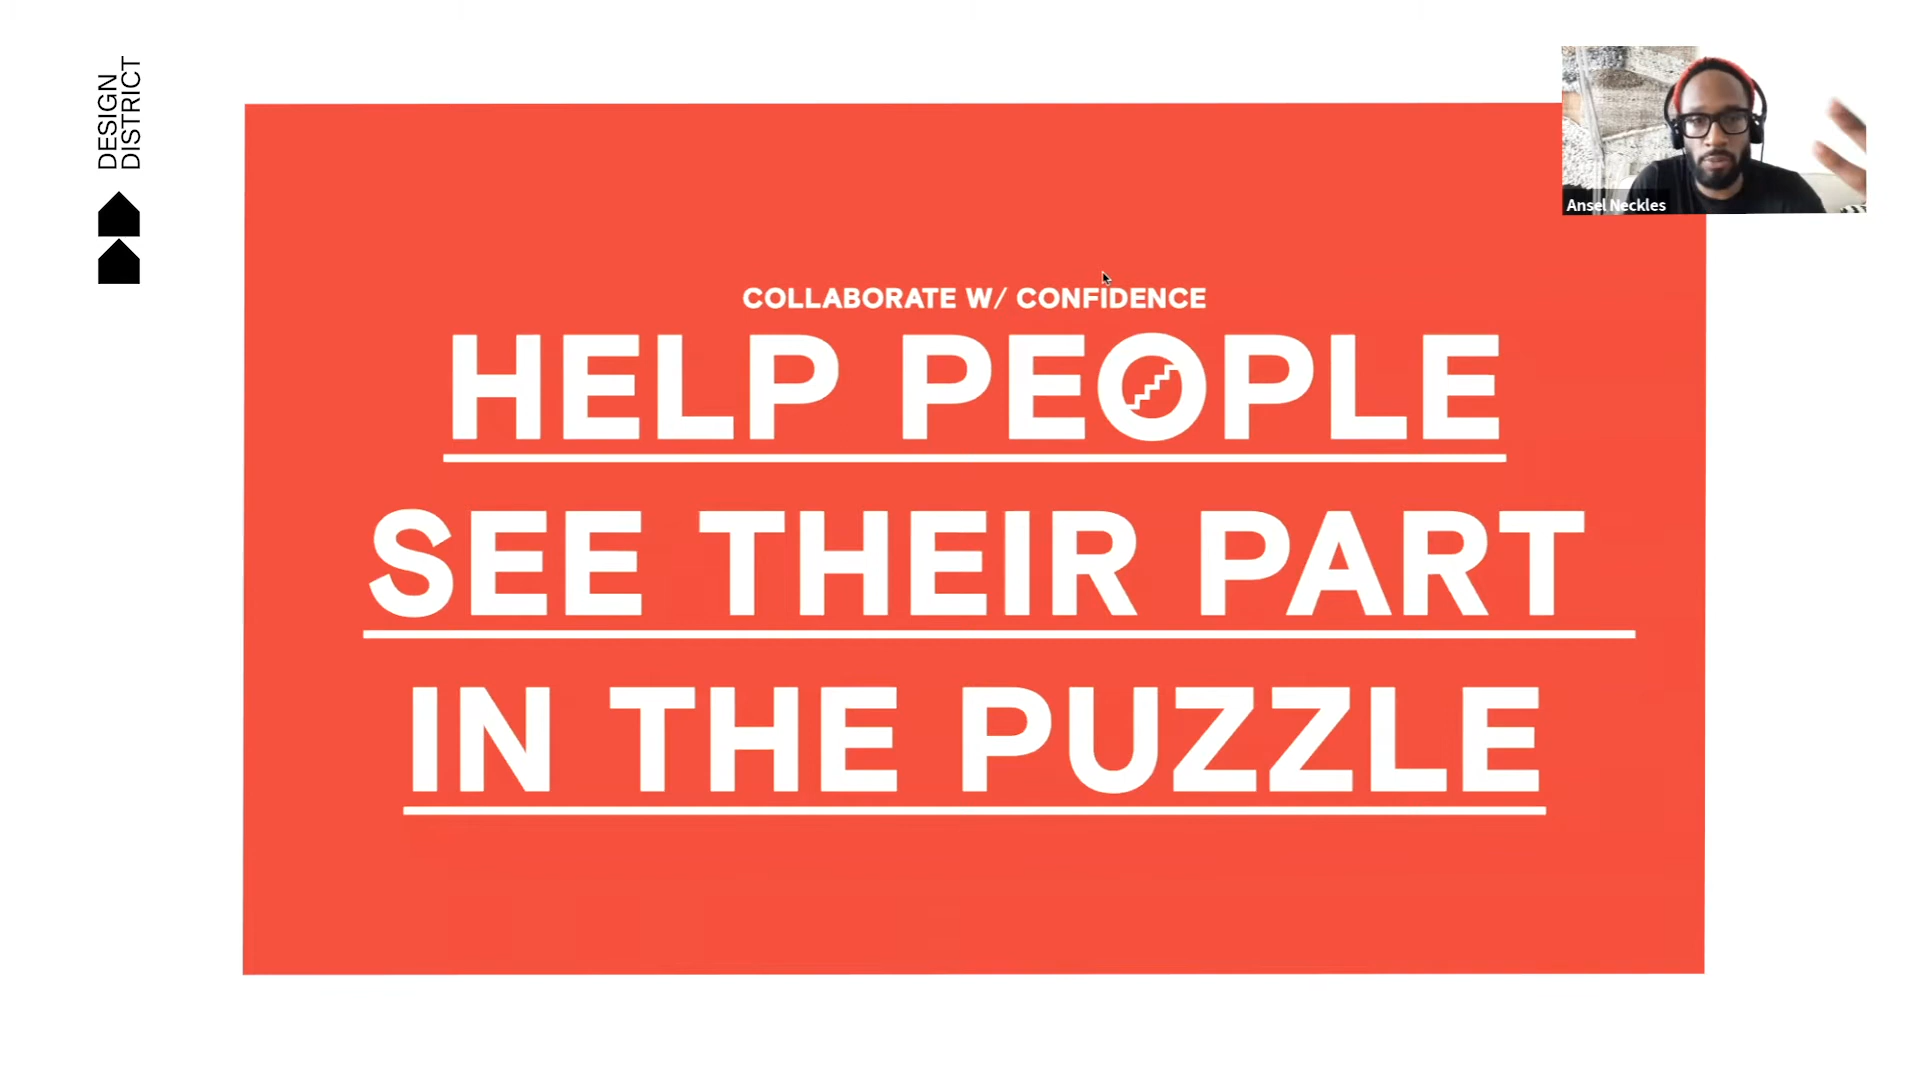 DESIGN
DISTRICT
Ansel Neckles
COLLABORATE W/ CONFIDENCE
HELP PEOPLE
SEE THEIR PART
IN THE PUZZLE